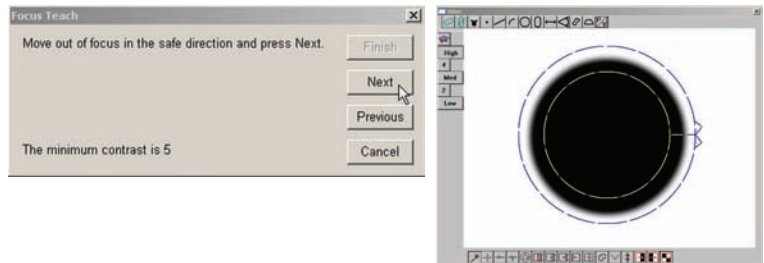 Focus Teach
Move out of focus in the safe direction and press Next.
Finish
Next
Previous
The minimum contrast is 5
Cancel
Video
High
4
Med
2
Low